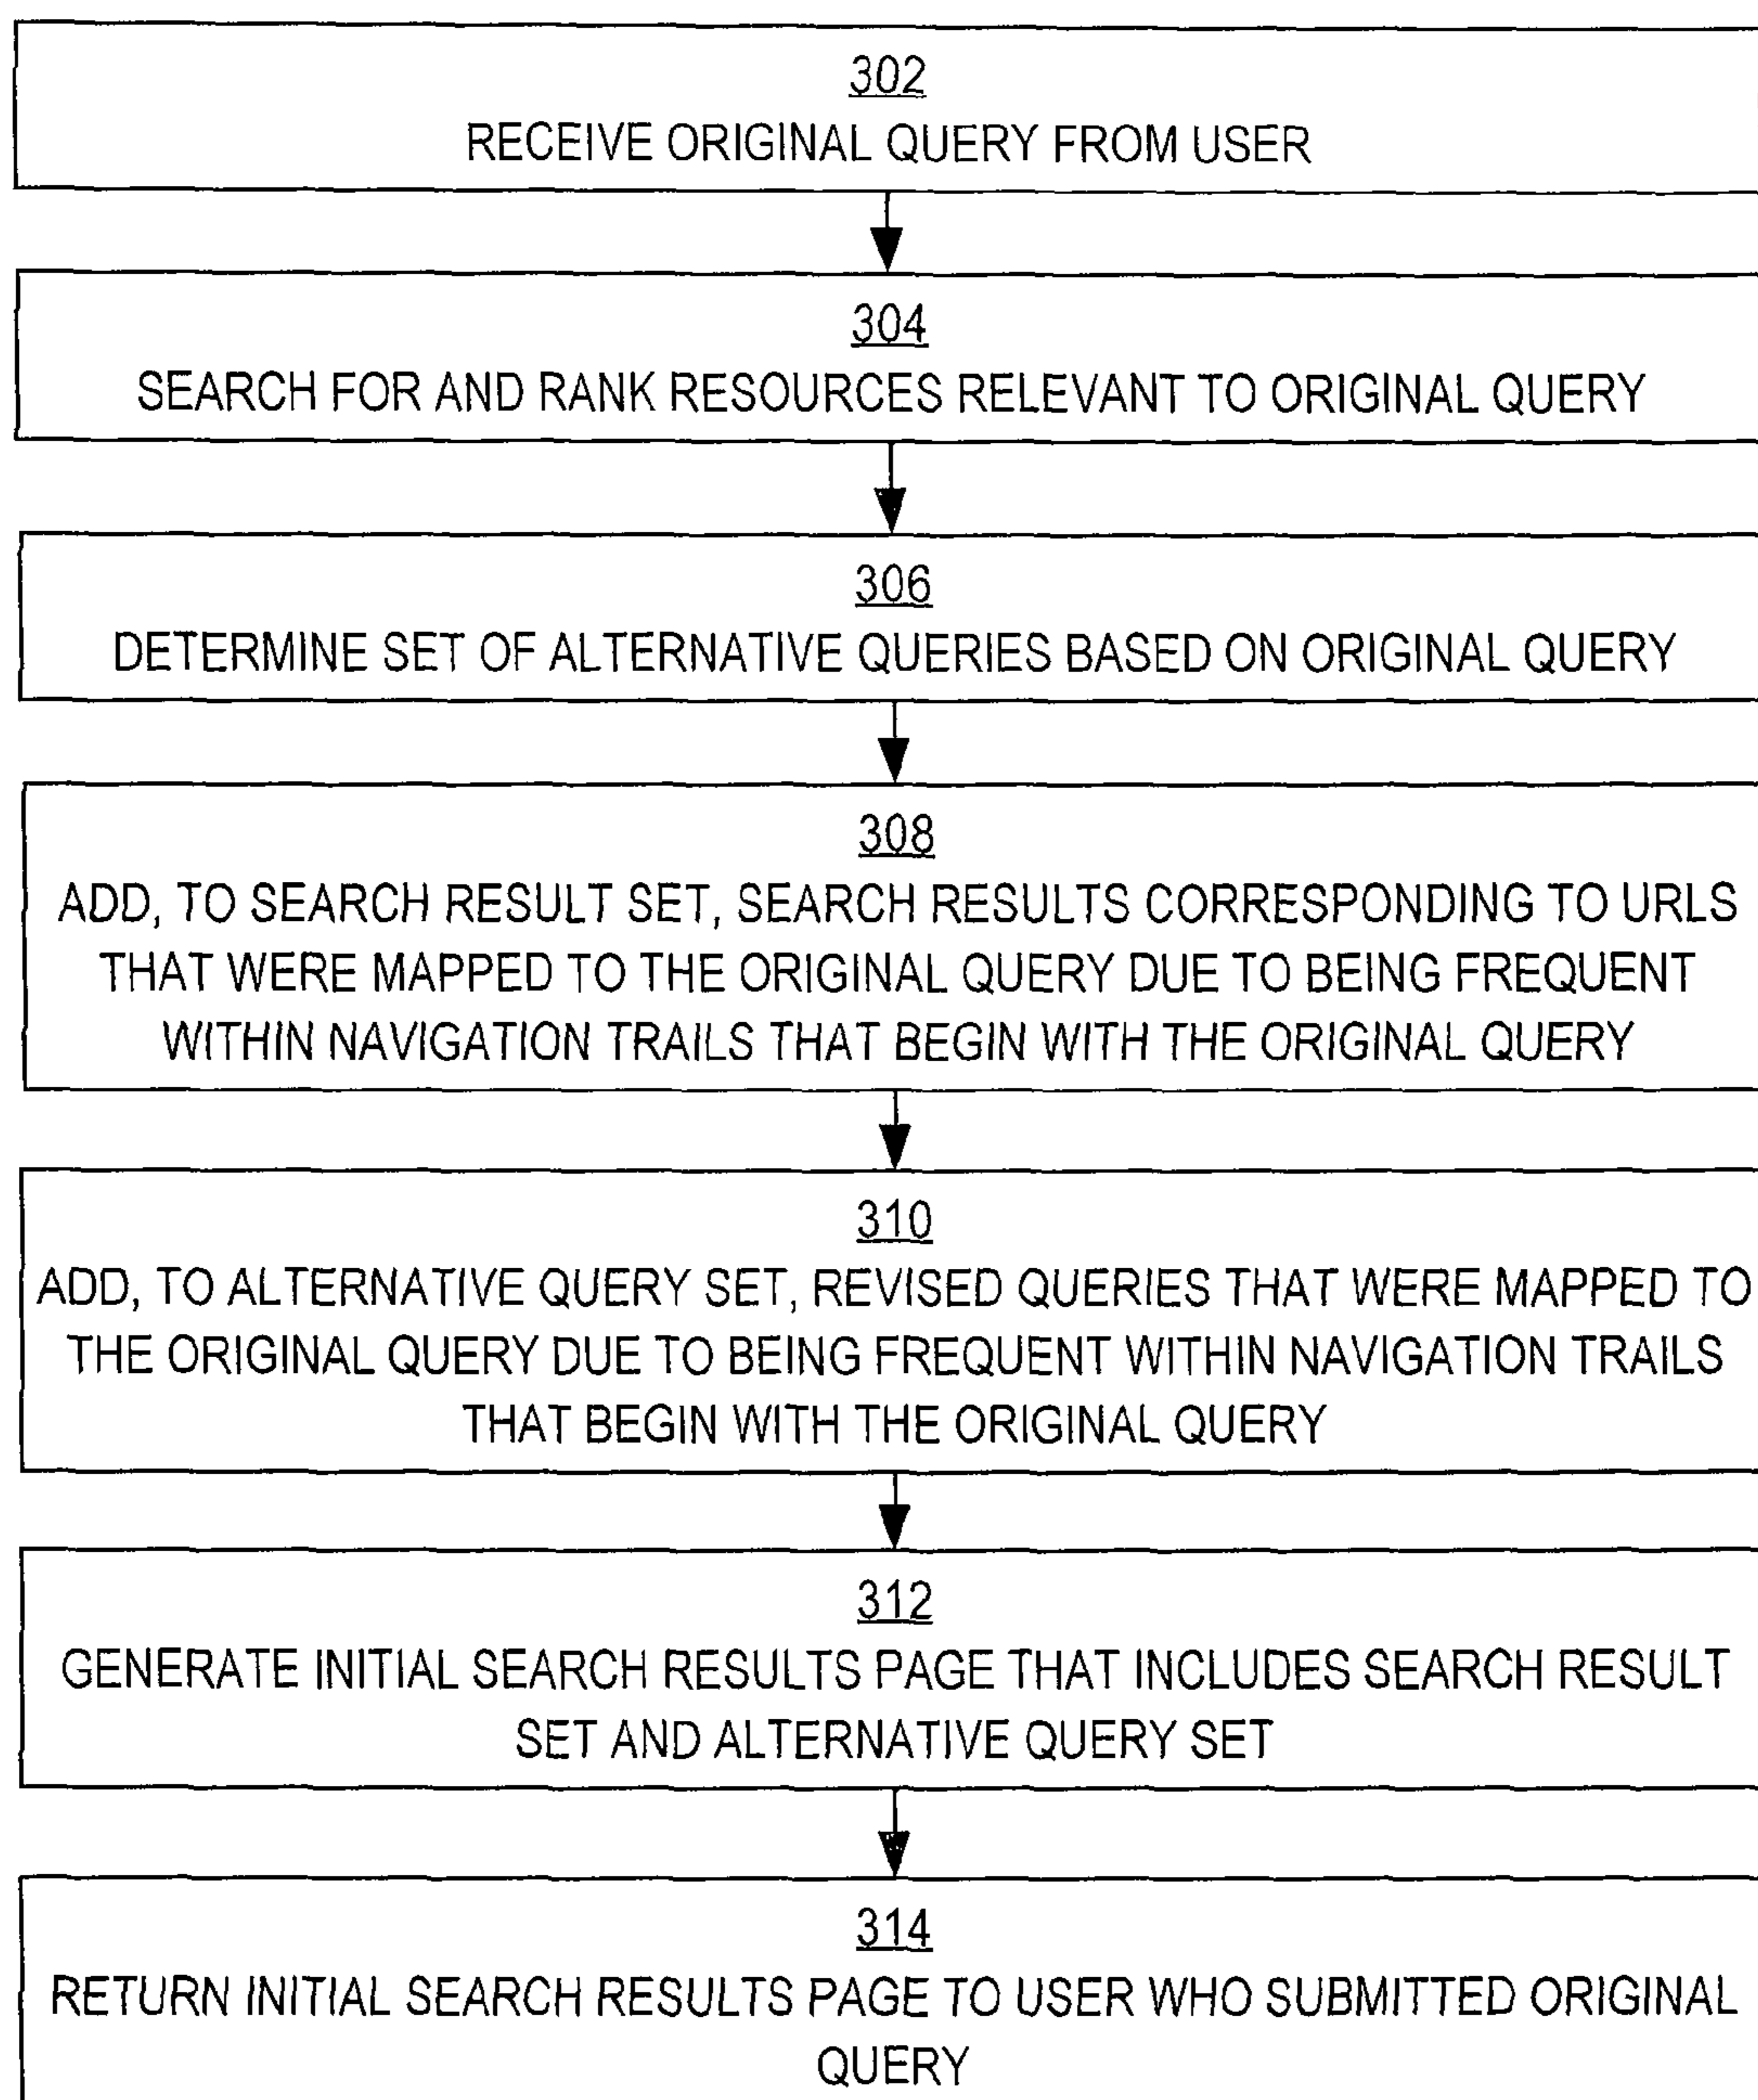 302
RECEIVE ORIGINAL QUERY FROM USER
304
SEARCH FOR AND RANK RESOURCES RELEVANT TO ORIGINAL QUERY
306
DETERMINE SET OF ALTERNATIVE QUERIES BASED ON ORIGINAL QUERY
308
ADD, TO SEARCH RESULT SET, SEARCH RESULTS CORRESPONDING TO URLS
THAT WERE MAPPED TO THE ORIGINAL QUERY DUE TO BEING FREQUENT
WITHIN NAVIGATION TRAILS THAT BEGIN WITH THE ORIGINAL QUERY
310
ADD, TO ALTERNATIVE QUERY SET, REVISED QUERIES THAT WERE MAPPED TO
THE ORIGINAL QUERY DUE TO BEING FREQUENT WITHIN NAVIGATION TRAILS
THAT BEGIN WITH THE ORIGINAL QUERY
312
GENERATE INITIAL SEARCH RESULTS PAGE THAT INCLUDES SEARCH RESULT
SET AND ALTERNATIVE QUERY SET
314
RETURN INITIAL SEARCH RESULTS PAGE TO USER WHO SUBMITTED ORIGINAL
QUERY